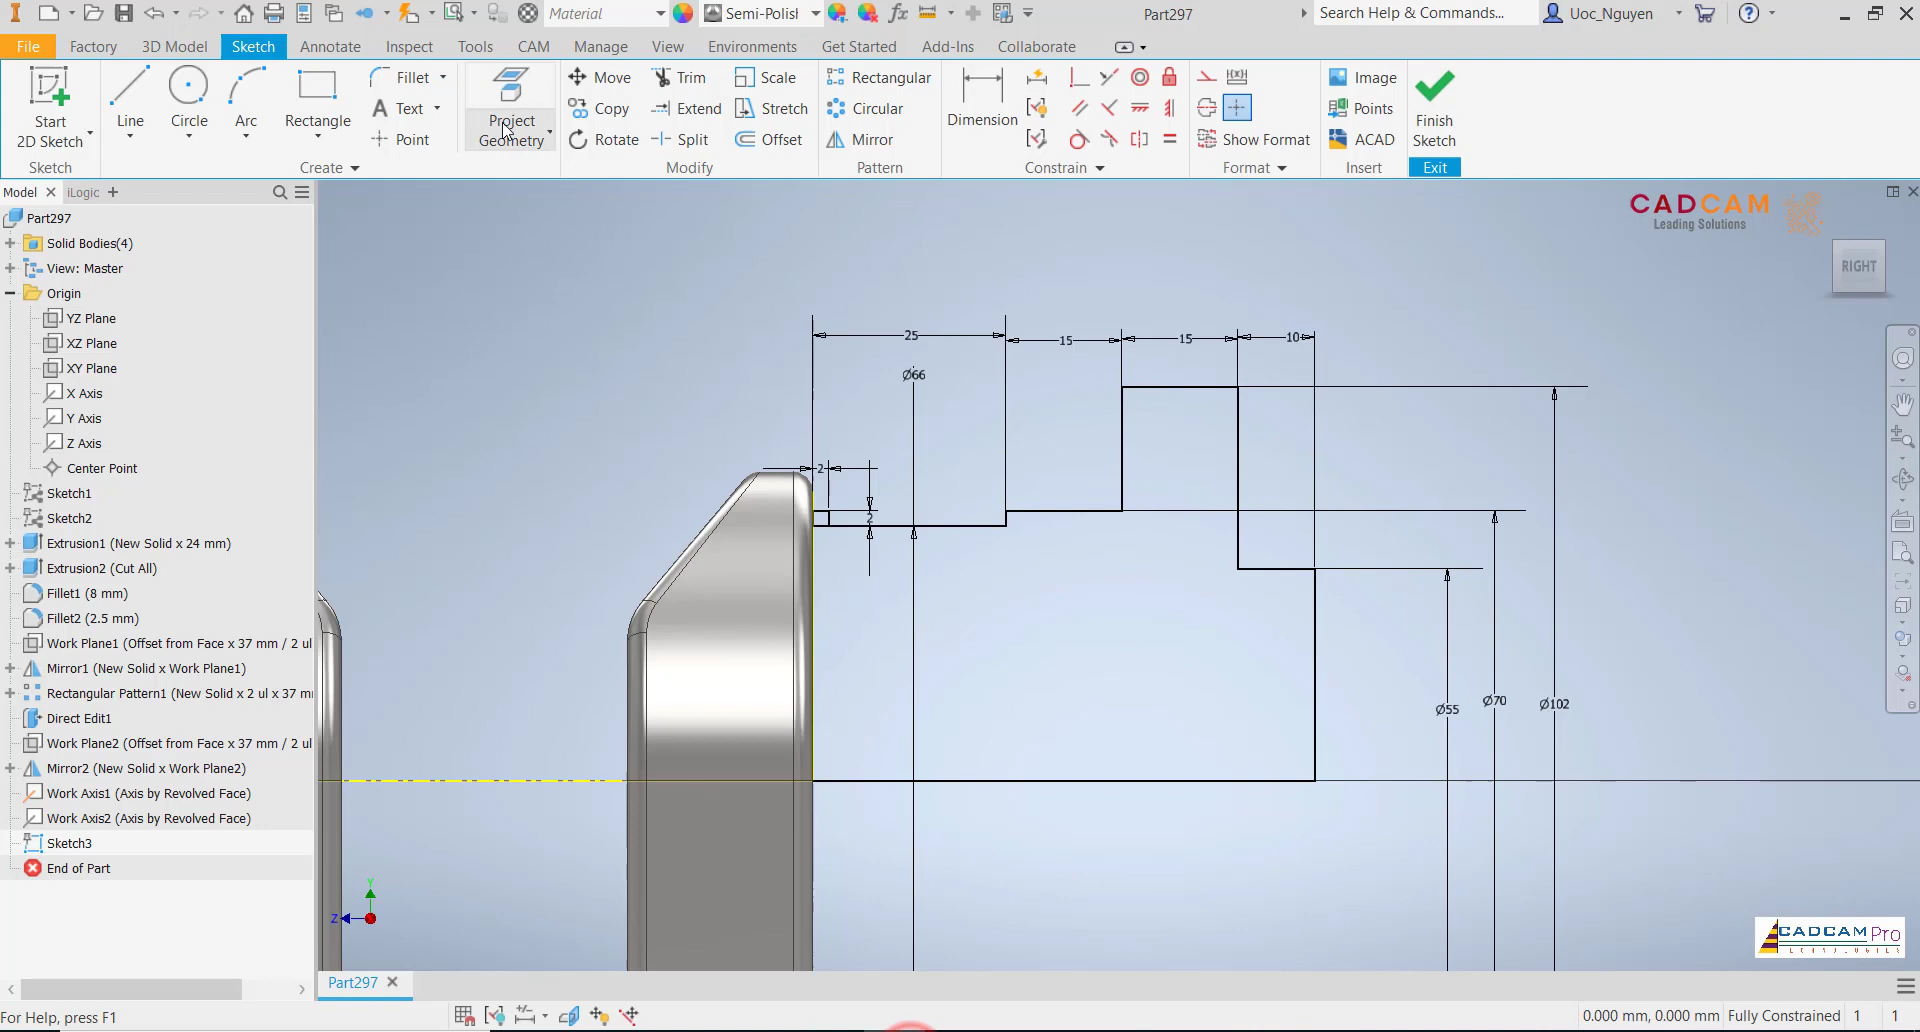 Material
Semi-Polisl
Part297
Search Help & Commands...
Uoc_Nguyen
File
Factory
3D Model
Sketch
Annotate
Inspect
Tools
CAM
Manage
View
Environments
Get Started
Add-Ins
Collaborate
Start
2D Sketch
Line
Circle
Arc
Rectangle
Fillet
Text
Point
Project
Geometry
Move
Copy
Rotate
Trim
Extend
Split
Scale
Stretch
Offset
Rectangular
Circular
Mirror
Dimension
Show Format
Image
Points
ACAD
Finish
Sketch
Sketch
Create
Modify
Pattern
Constrain
Format
Insert
Exit
Model
iLogic
Part297
Solid Bodies(4)
View: Master
Origin
YZ Plane
XZ Plane
XY Plane
X Axis
Y Axis
Z Axis
Center Point
Sketch1
Sketch2
Extrusion1 (New Solid x 24 mm)
Extrusion2 (Cut All)
Fillet1 (8 mm)
Fillet2 (2.5 mm)
Work Plane1 (Offset from Face x 37 mm / 2 ul
Mirror1 (New Solid x Work Plane1)
Rectangular Pattern1 (New Solid x 2 ul x 37 m
Direct Edit1
Work Plane2 (Offset from Face x 37 mm / 2 ul
Mirror2 (New Solid x Work Plane2)
Work Axis1 (Axis by Revolved Face)
Work Axis2 (Axis by Revolved Face)
Sketch3
End of Part
CADCAM
Leading Solutions
RIGHT
25
15
15
10
Ø66
2
2
Ø55
Ø70
Ø102
Y
Z
CADCAM Pro
TECHNOLOGIES
Part297
For Help, press F1
0.000 mm, 0.000 mm
Fully Constrained
1
1